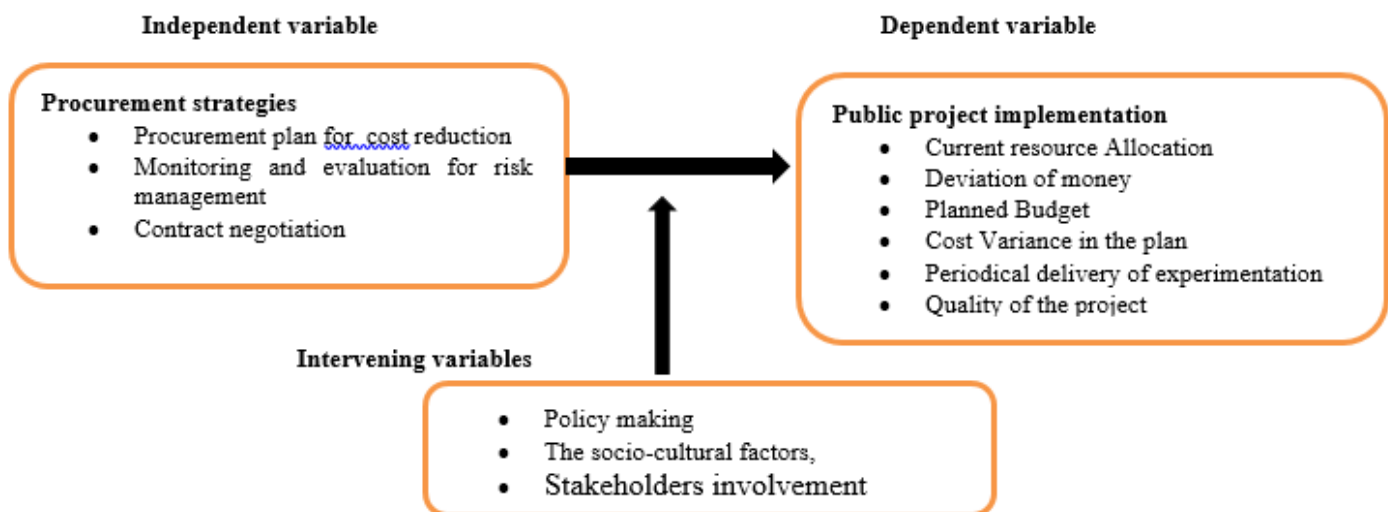 Independent variable
Dependent variable
Procurement strategies
• Procurement plan for cost reduction
• Monitoring and evaluation for risk
management
• Contract negotiation
Public project implementation
• Current resource Allocation
• Deviation of money
• Planned Budget
• Cost Variance in the plan
• Periodical delivery of experimentation
• Quality of the project
Intervening variables
• Policy making
• The socio-cultural factors,
• Stakeholders involvement